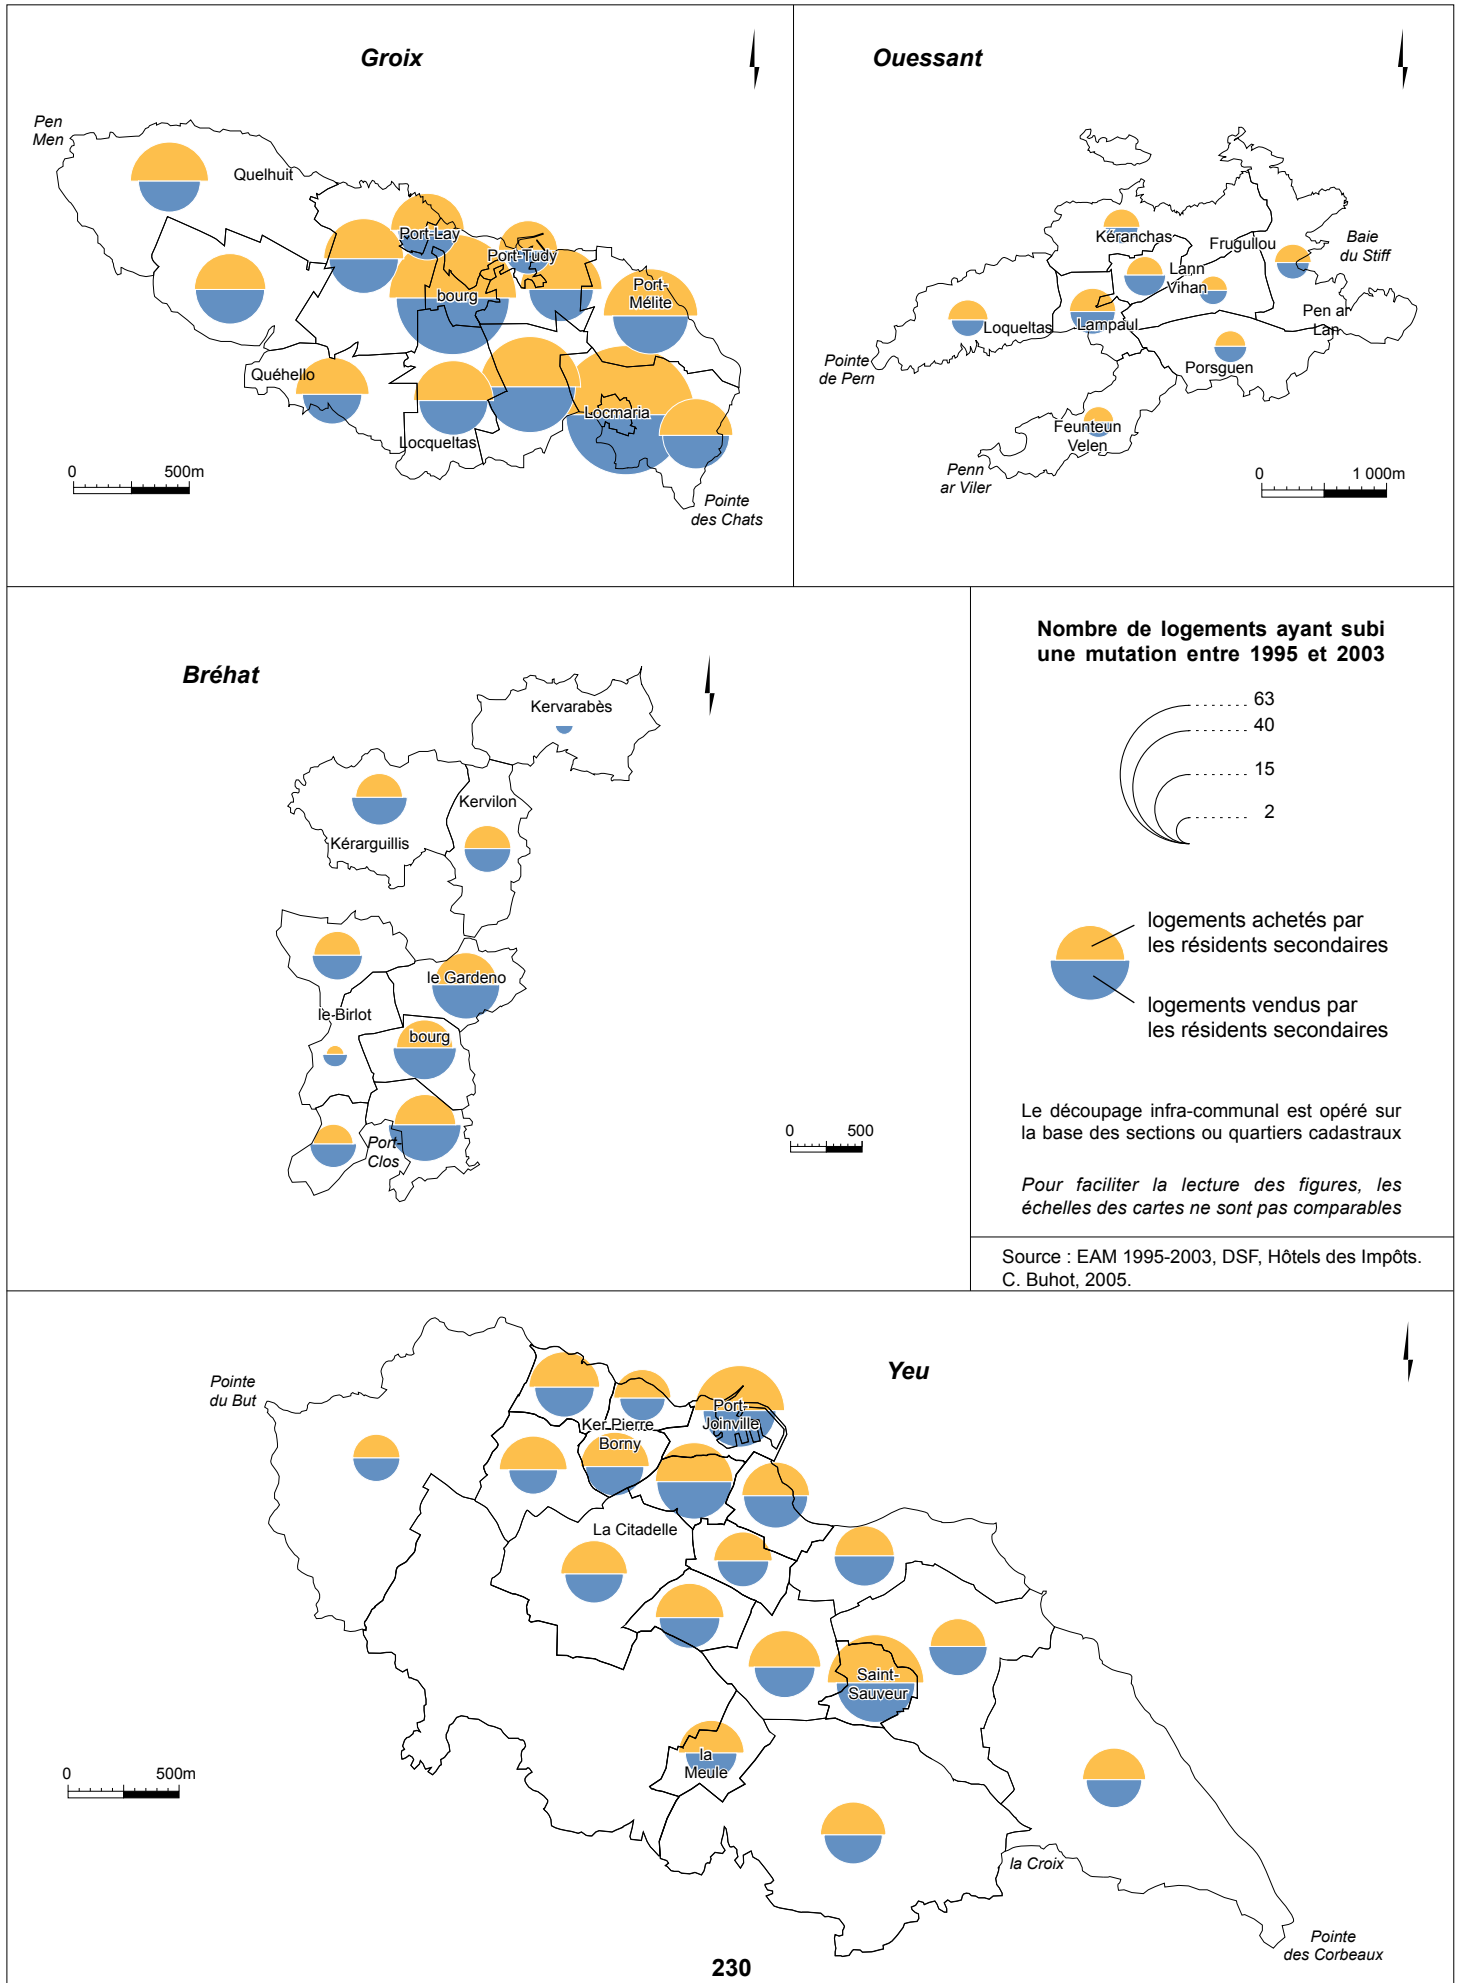 Groix
Pen
Men
Quelhuit
Port-Lay
Port-Tudy
bourg
Port-
Mélite
Quéhello
Locqueltas
Locmaria
Pointe
des Chats
0 500m
Ouessant
Kéranchas
Frugullou
Baie
du Stiff
Lann
Vihan
Loqueltas
Lampaul
Pen ar
Lan
Pointe
de Pern
Porsguen
Feunteun
Velen
Penn
ar Viler
0 1 000m
Bréhat
Kervarabès
Kervilon
Kérarguillis
le Gardeno
le-Birlot
bourg
Port-
Clos
0 500
Nombre de logements ayant subi
une mutation entre 1995 et 2003
63
40
15
2
logements achetés par
les résidents secondaires
logements vendus par
les résidents secondaires
Le découpage infra-communal est opéré sur
la base des sections ou quartiers cadastraux
Pour faciliter la lecture des figures, les
échelles des cartes ne sont pas comparables
Source : EAM 1995-2003, DSF, Hôtels des Impôts.
C. Buhot, 2005.
Yeu
Pointe
du But
Port-
Joinville
Ker Pierre
Borny
La Citadelle
Saint-
Sauveur
la
Meule
0 500m
la Croix
Pointe
des Corbeaux
230